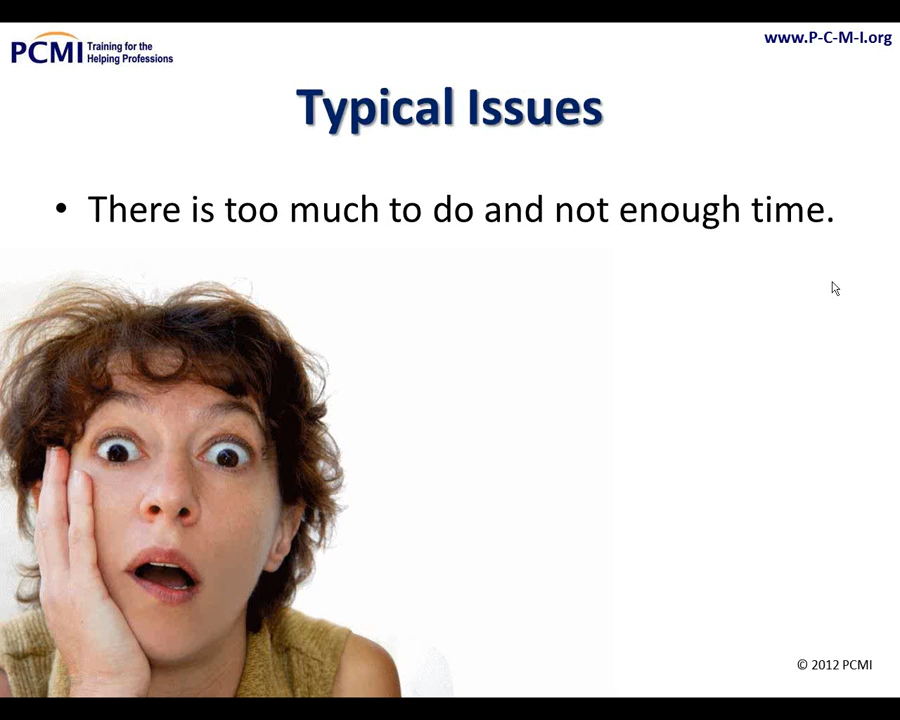 PCMI Training for the
Helping Professions
www.P-C-M-I.org
Typical Issues
• There is too much to do and not enough time.
© 2012 PCMI